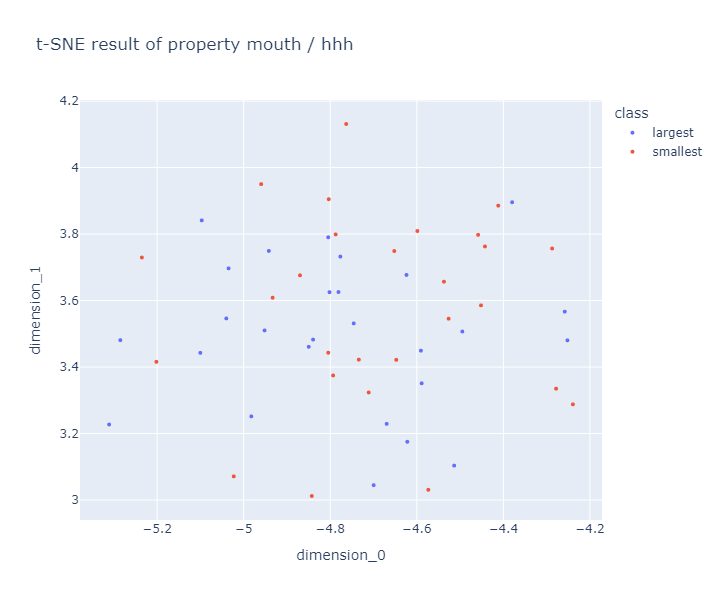 t-SNE result of property mouth / hhh
class
largest
smallest
dimension_1
4.2
4
3.8
3.6
3.4
3.2
3
−5.2
−5
−4.8
−4.6
−4.4
−4.2
dimension_0